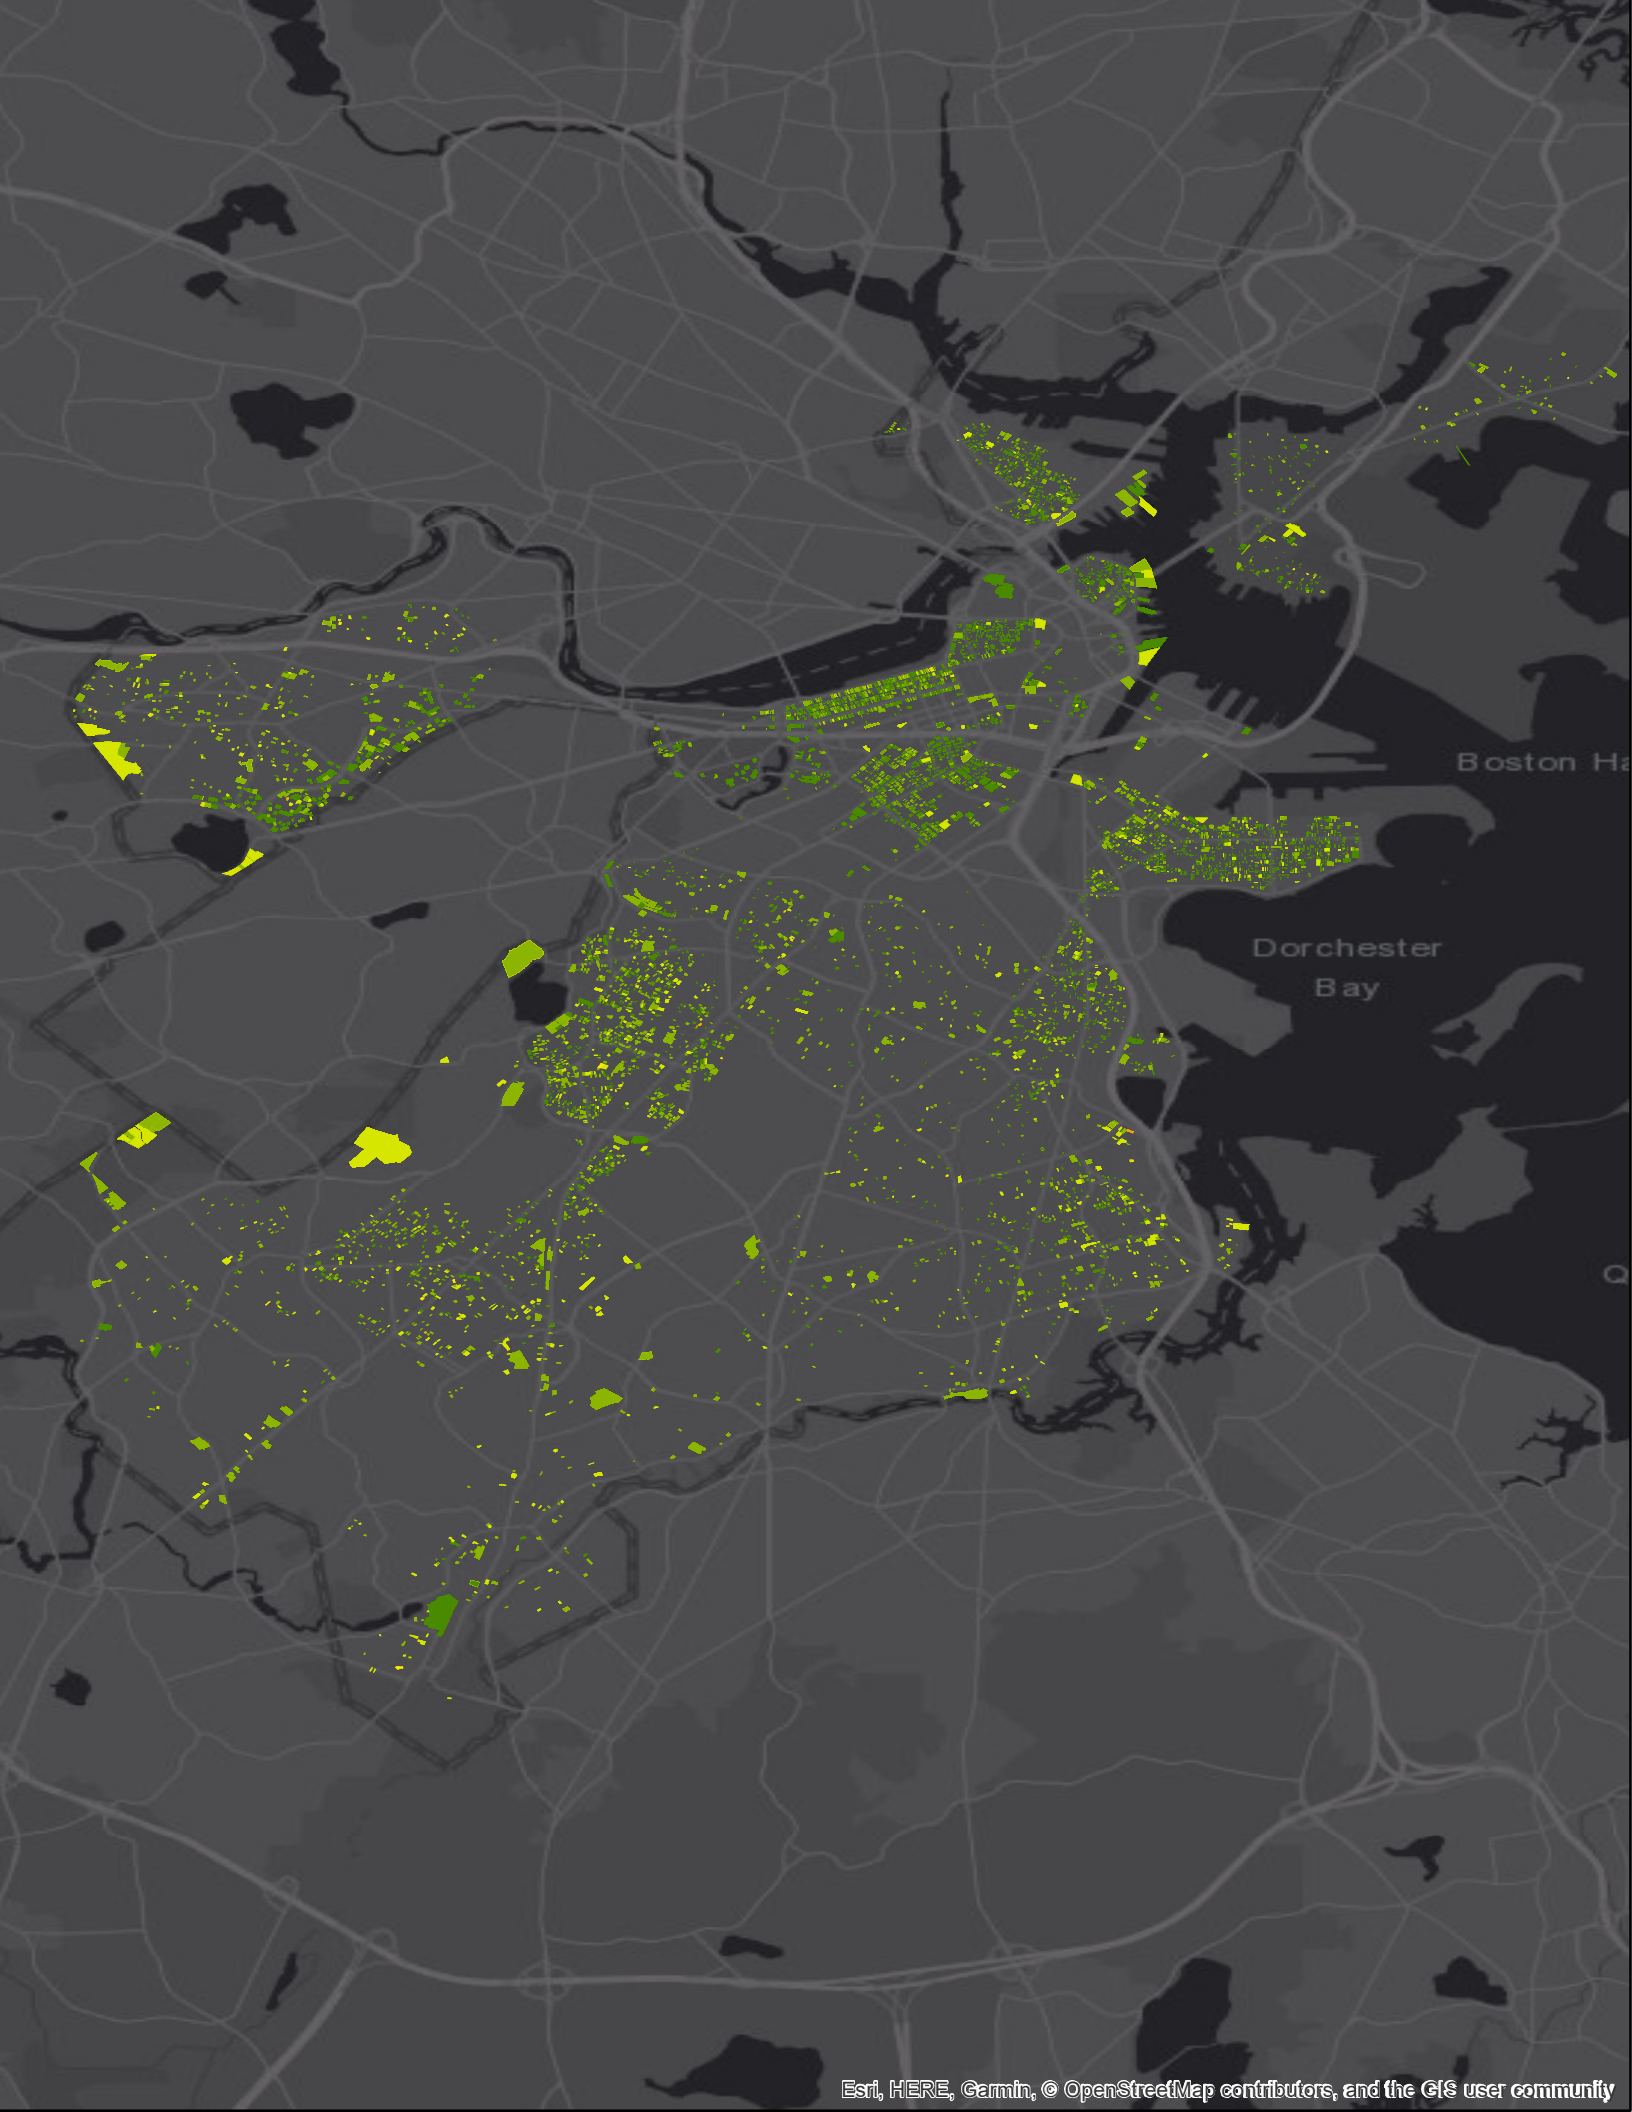 Boston Ha
Dorchester
Bay
Q
Esri, HERE, Garmin, © OpenStreetMap contributors, and the GIS user community